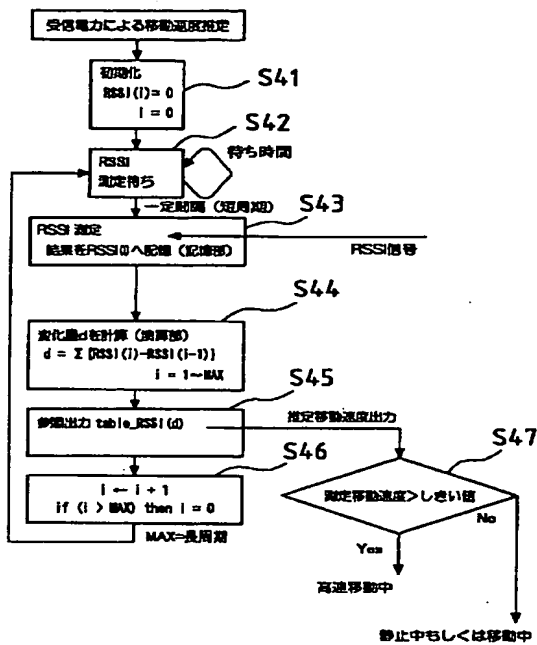 受信電力による移動速度推定
初期化
RSSI(i)= 0
i = 0
S41
S42
RSSI
測定待ち
待ち時間
一定間隔（短周期）
S43
RSSI 測定
結果をRSSI(i)へ記憶（記憶部）
RSSI信号
S44
変化量dを計算（演算部）
d = Σ {RSSI(i)-RSSI(i-1)}
i = 1~MAX
S45
参照出力 table_RSSI(d)
推定移動速度出力
S46
S47
i ← i + 1
if (i > MAX) then i = 0
MAX=長周期
測定移動速度>しきい値
No
Yes
高速移動中
静止中もしくは移動中